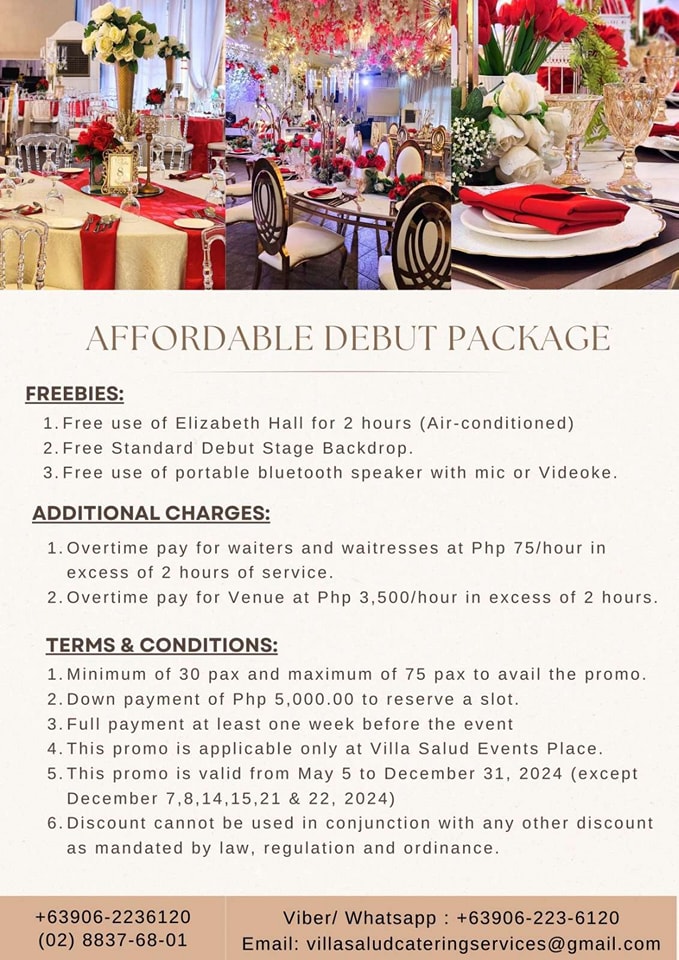 8
AFFORDABLE DEBUT PACKAGE
FREEBIES:
1. Free use of Elizabeth Hall for 2 hours (Air-conditioned)
2. Free Standard Debut Stage Backdrop.
3. Free use of portable bluetooth speaker with mic or Videoke.
ADDITIONAL CHARGES:
1. Overtime pay for waiters and waitresses at Php 75/hour in
excess of 2 hours of service.
2. Overtime pay for Venue at Php 3,500/hour in excess of 2 hours.
TERMS & CONDITIONS:
1. Minimum of 30 pax and maximum of 75 pax to avail the promo.
2. Down payment of Php 5,000.00 to reserve a slot.
3. Full payment at least one week before the event
4. This promo is applicable only at Villa Salud Events Place.
5. This promo is valid from May 5 to December 31, 2024 (except
December 7,8,14,15,21 & 22, 2024)
6. Discount cannot be used in conjunction with any other discount
as mandated by law, regulation and ordinance.
+63906-2236120
(02) 8837-68-01
Viber/ Whatsapp : +63906-223-6120
Email: villasaludcateringservices@gmail.com